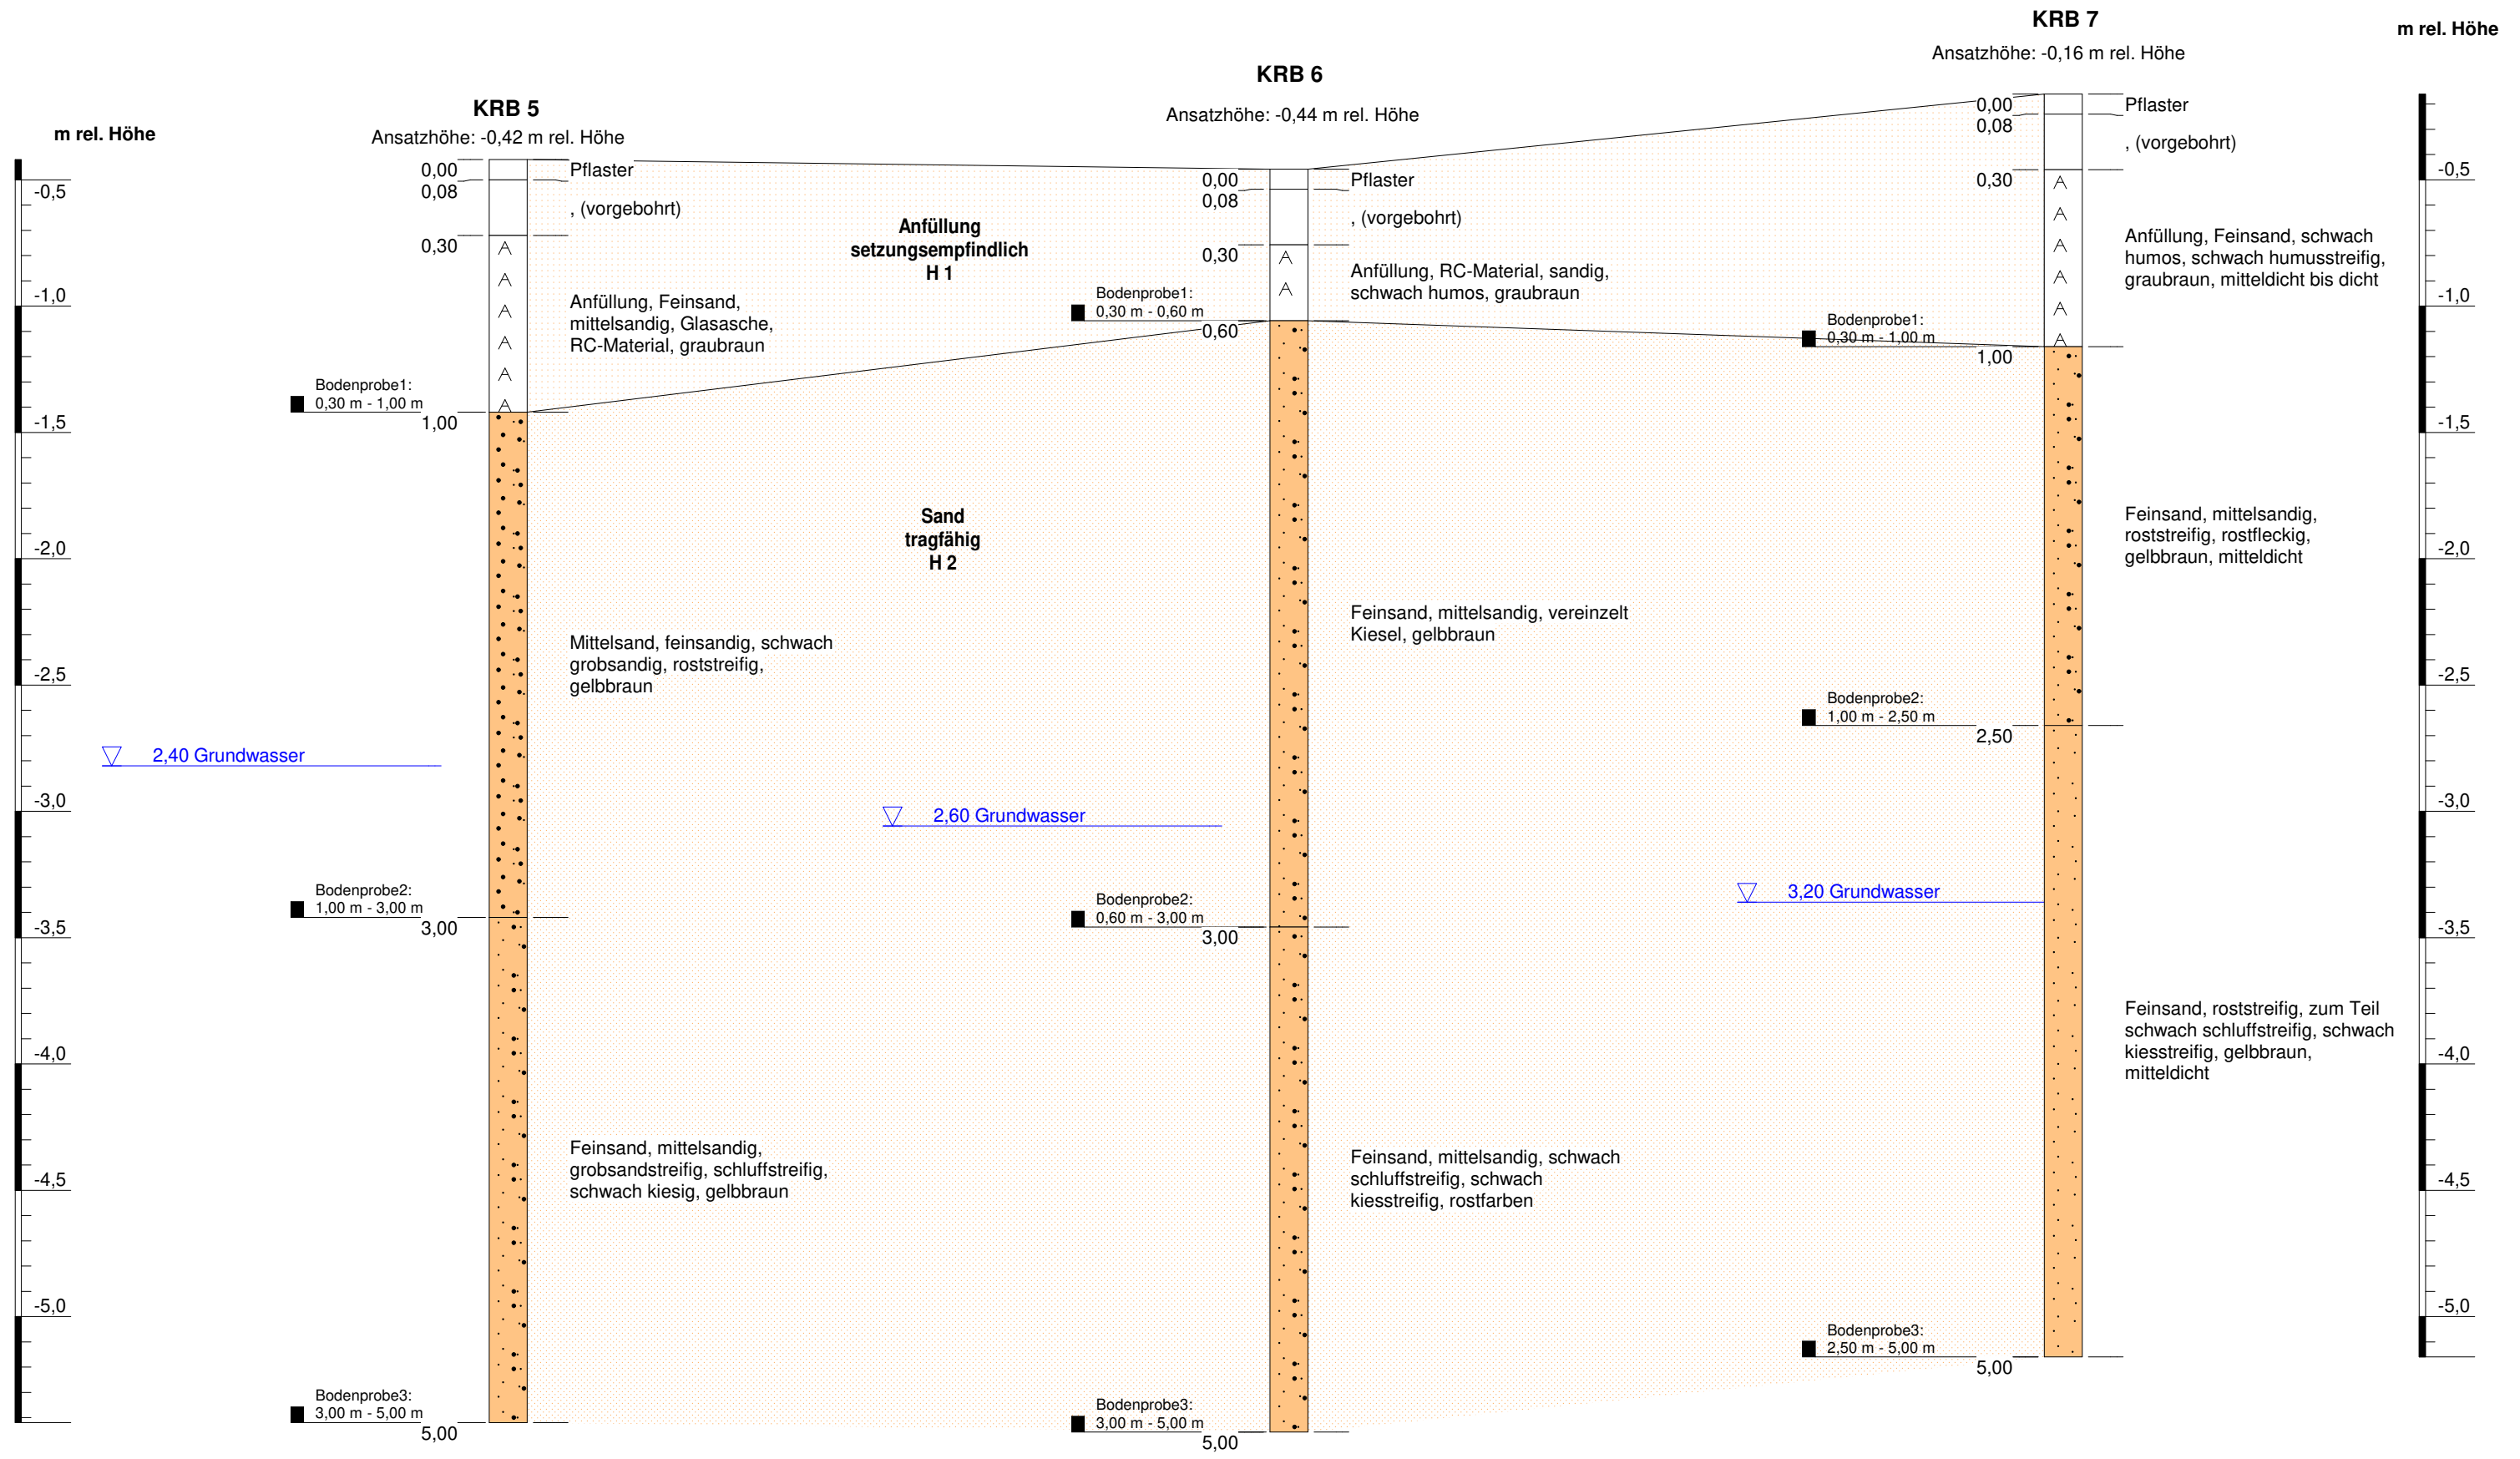 KRB 7
m rel. Höhe
Ansatzhöhe: -0,16 m rel. Höhe
KRB 6
Ansatzhöhe: -0,44 m rel. Höhe
KRB 5
m rel. Höhe
Ansatzhöhe: -0,42 m rel. Höhe
-0,5
-1,0
-1,5
-2,0
-2,5
-3,0
-3,5
-4,0
-4,5
-5,0
0,00
0,08
0,30
1,00
3,00
5,00
Pflaster
, (vorgebohrt)
Anfüllung, Feinsand,
mittelsandig, Glasasche,
RC-Material, graubraun
Bodenprobe1:
0,30 m - 1,00 m
Mittelsand, feinsandig, schwach
grobsandig, roststreifig,
gelbbraun
2,40 Grundwasser
Bodenprobe2:
1,00 m - 3,00 m
Feinsand, mittelsandig,
grobsandstreifig, schluffstreifig,
schwach kiesig, gelbbraun
Bodenprobe3:
3,00 m - 5,00 m
Anfüllung
setzungsempfindlich
H 1
Sand
tragfähig
H 2
0,00
0,08
0,30
0,60
3,00
5,00
Pflaster
, (vorgebohrt)
Anfüllung, RC-Material, sandig,
schwach humos, graubraun
Bodenprobe1:
0,30 m - 0,60 m
Feinsand, mittelsandig, vereinzelt
Kiesel, gelbbraun
2,60 Grundwasser
Bodenprobe2:
0,60 m - 3,00 m
Feinsand, mittelsandig, schwach
schluffstreifig, schwach
kiesstreifig, rostfarben
Bodenprobe3:
3,00 m - 5,00 m
0,00
0,08
0,30
1,00
2,50
5,00
Pflaster
, (vorgebohrt)
Anfüllung, Feinsand, schwach
humos, schwach humusstreifig,
graubraun, mitteldicht bis dicht
Bodenprobe1:
0,30 m - 1,00 m
Feinsand, mittelsandig,
roststreifig, rostfleckig,
gelbbraun, mitteldicht
Bodenprobe2:
1,00 m - 2,50 m
3,20 Grundwasser
Feinsand, roststreifig, zum Teil
schwach schluffstreifig, schwach
kiesstreifig, gelbbraun,
mitteldicht
Bodenprobe3:
2,50 m - 5,00 m
-0,5
-1,0
-1,5
-2,0
-2,5
-3,0
-3,5
-4,0
-4,5
-5,0